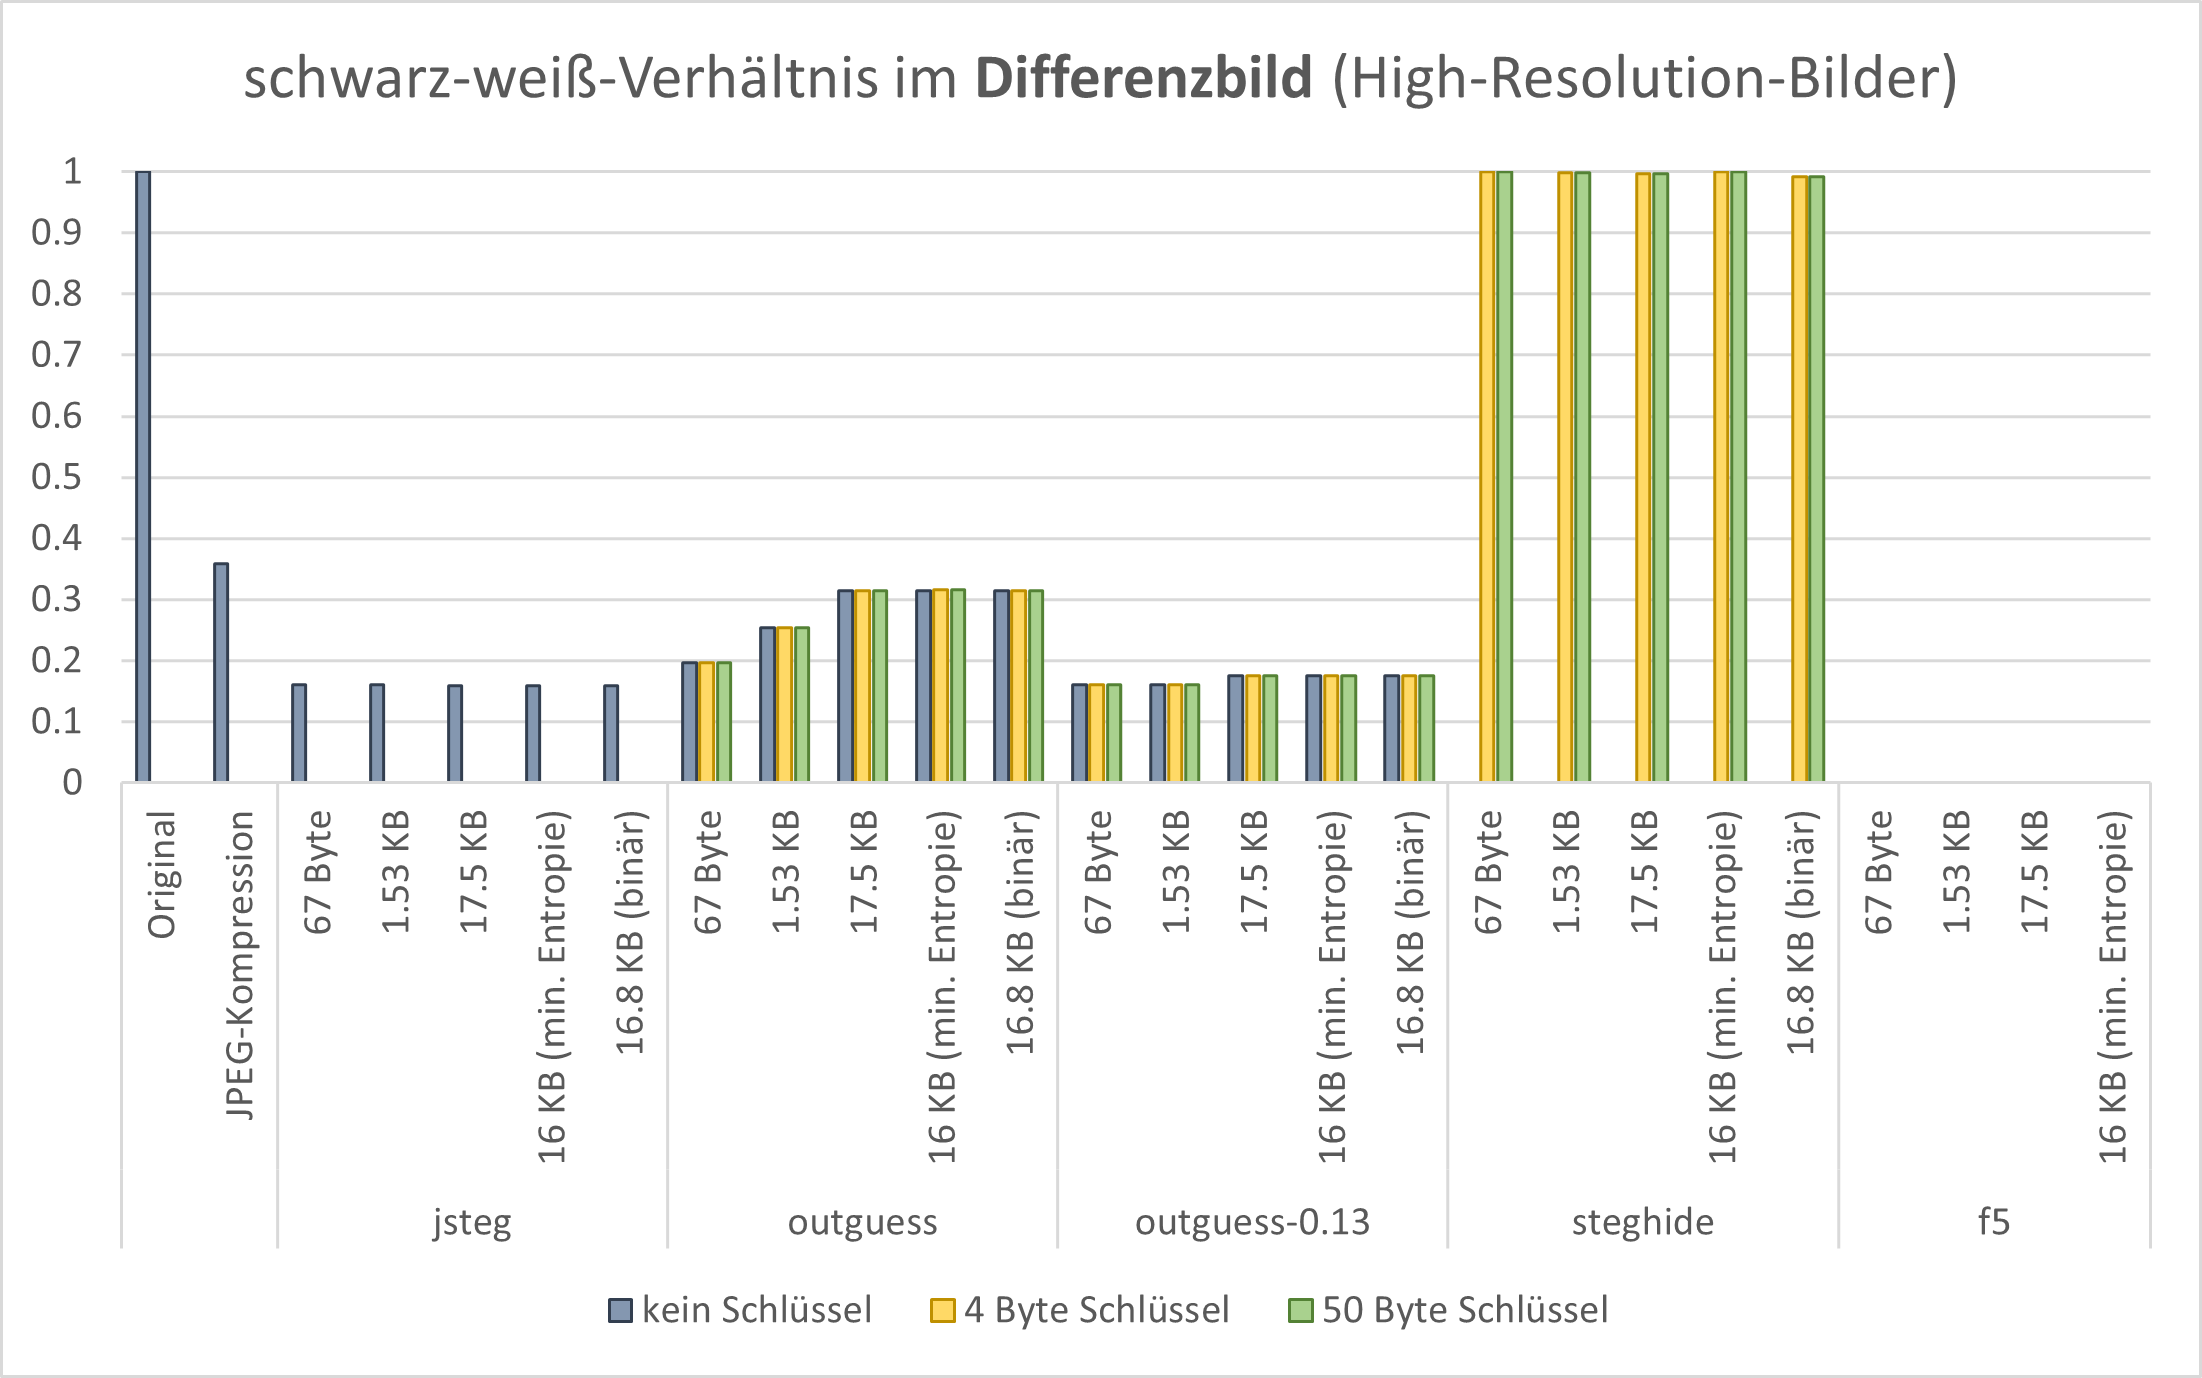 schwarz-weiß-Verhältnis im Differenzbild (High-Resolution-Bilder)
1
0.9
0.8
0.7
0.6
0.5
0.4
0.3
0.2
0.1
0
Original
JPEG-Kompression
67 Byte
1.53 KB
17.5 KB
16 KB (min. Entropie)
16.8 KB (binär)
67 Byte
1.53 KB
17.5 KB
16 KB (min. Entropie)
16.8 KB (binär)
67 Byte
1.53 KB
17.5 KB
16 KB (min. Entropie)
16.8 KB (binär)
67 Byte
1.53 KB
17.5 KB
16 KB (min. Entropie)
16.8 KB (binär)
67 Byte
1.53 KB
17.5 KB
16 KB (min. Entropie)
jsteg
outguess
outguess-0.13
steghide
f5
kein Schlüssel
4 Byte Schlüssel
50 Byte Schlüssel